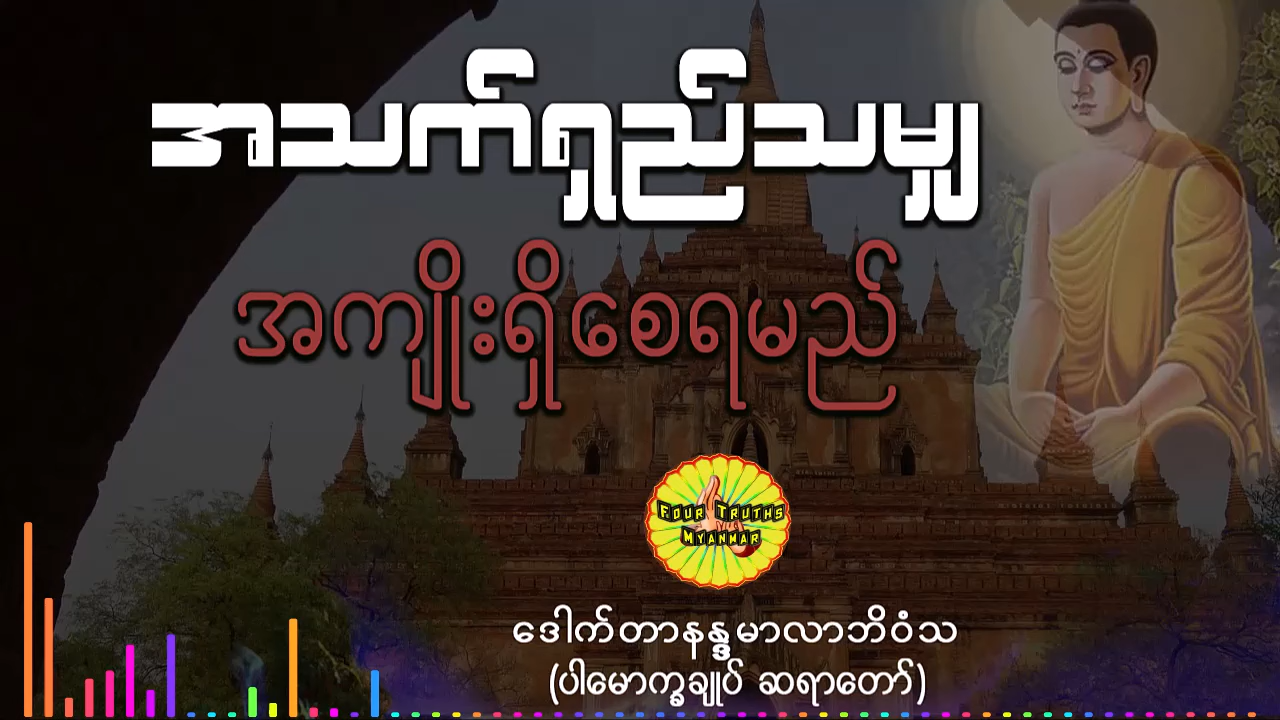 အသက်ရှည်သမျှ
အကျိုးရှိစေရမည်
FOUR TRUTHS
MYANMAR
ဒေါက်တာနန္ဒမာလာဘိဝံသ
(ပါမောက္ခချုပ် ဆရာတော်)